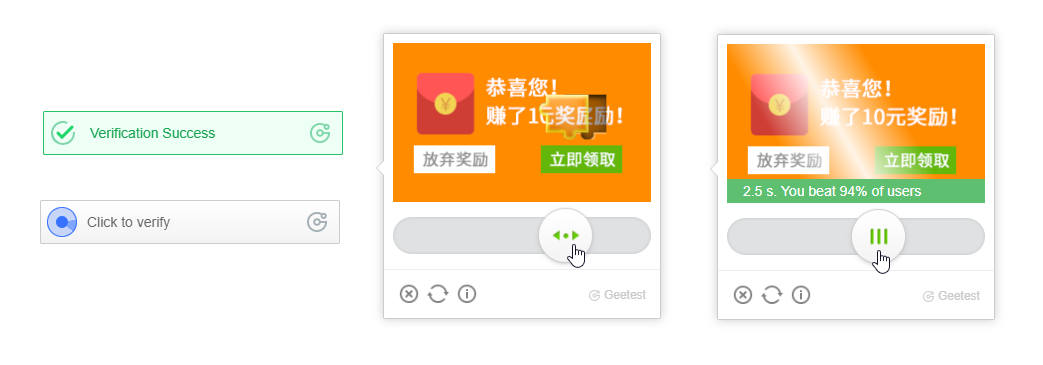 Verification Success
Click to verify
恭喜您！
赚了1元奖励！
放弃奖励
立即领取
Geetest
恭喜您！
赚了10元奖励！
放弃奖励
立即领取
2.5 s. You beat 94% of users
Geetest